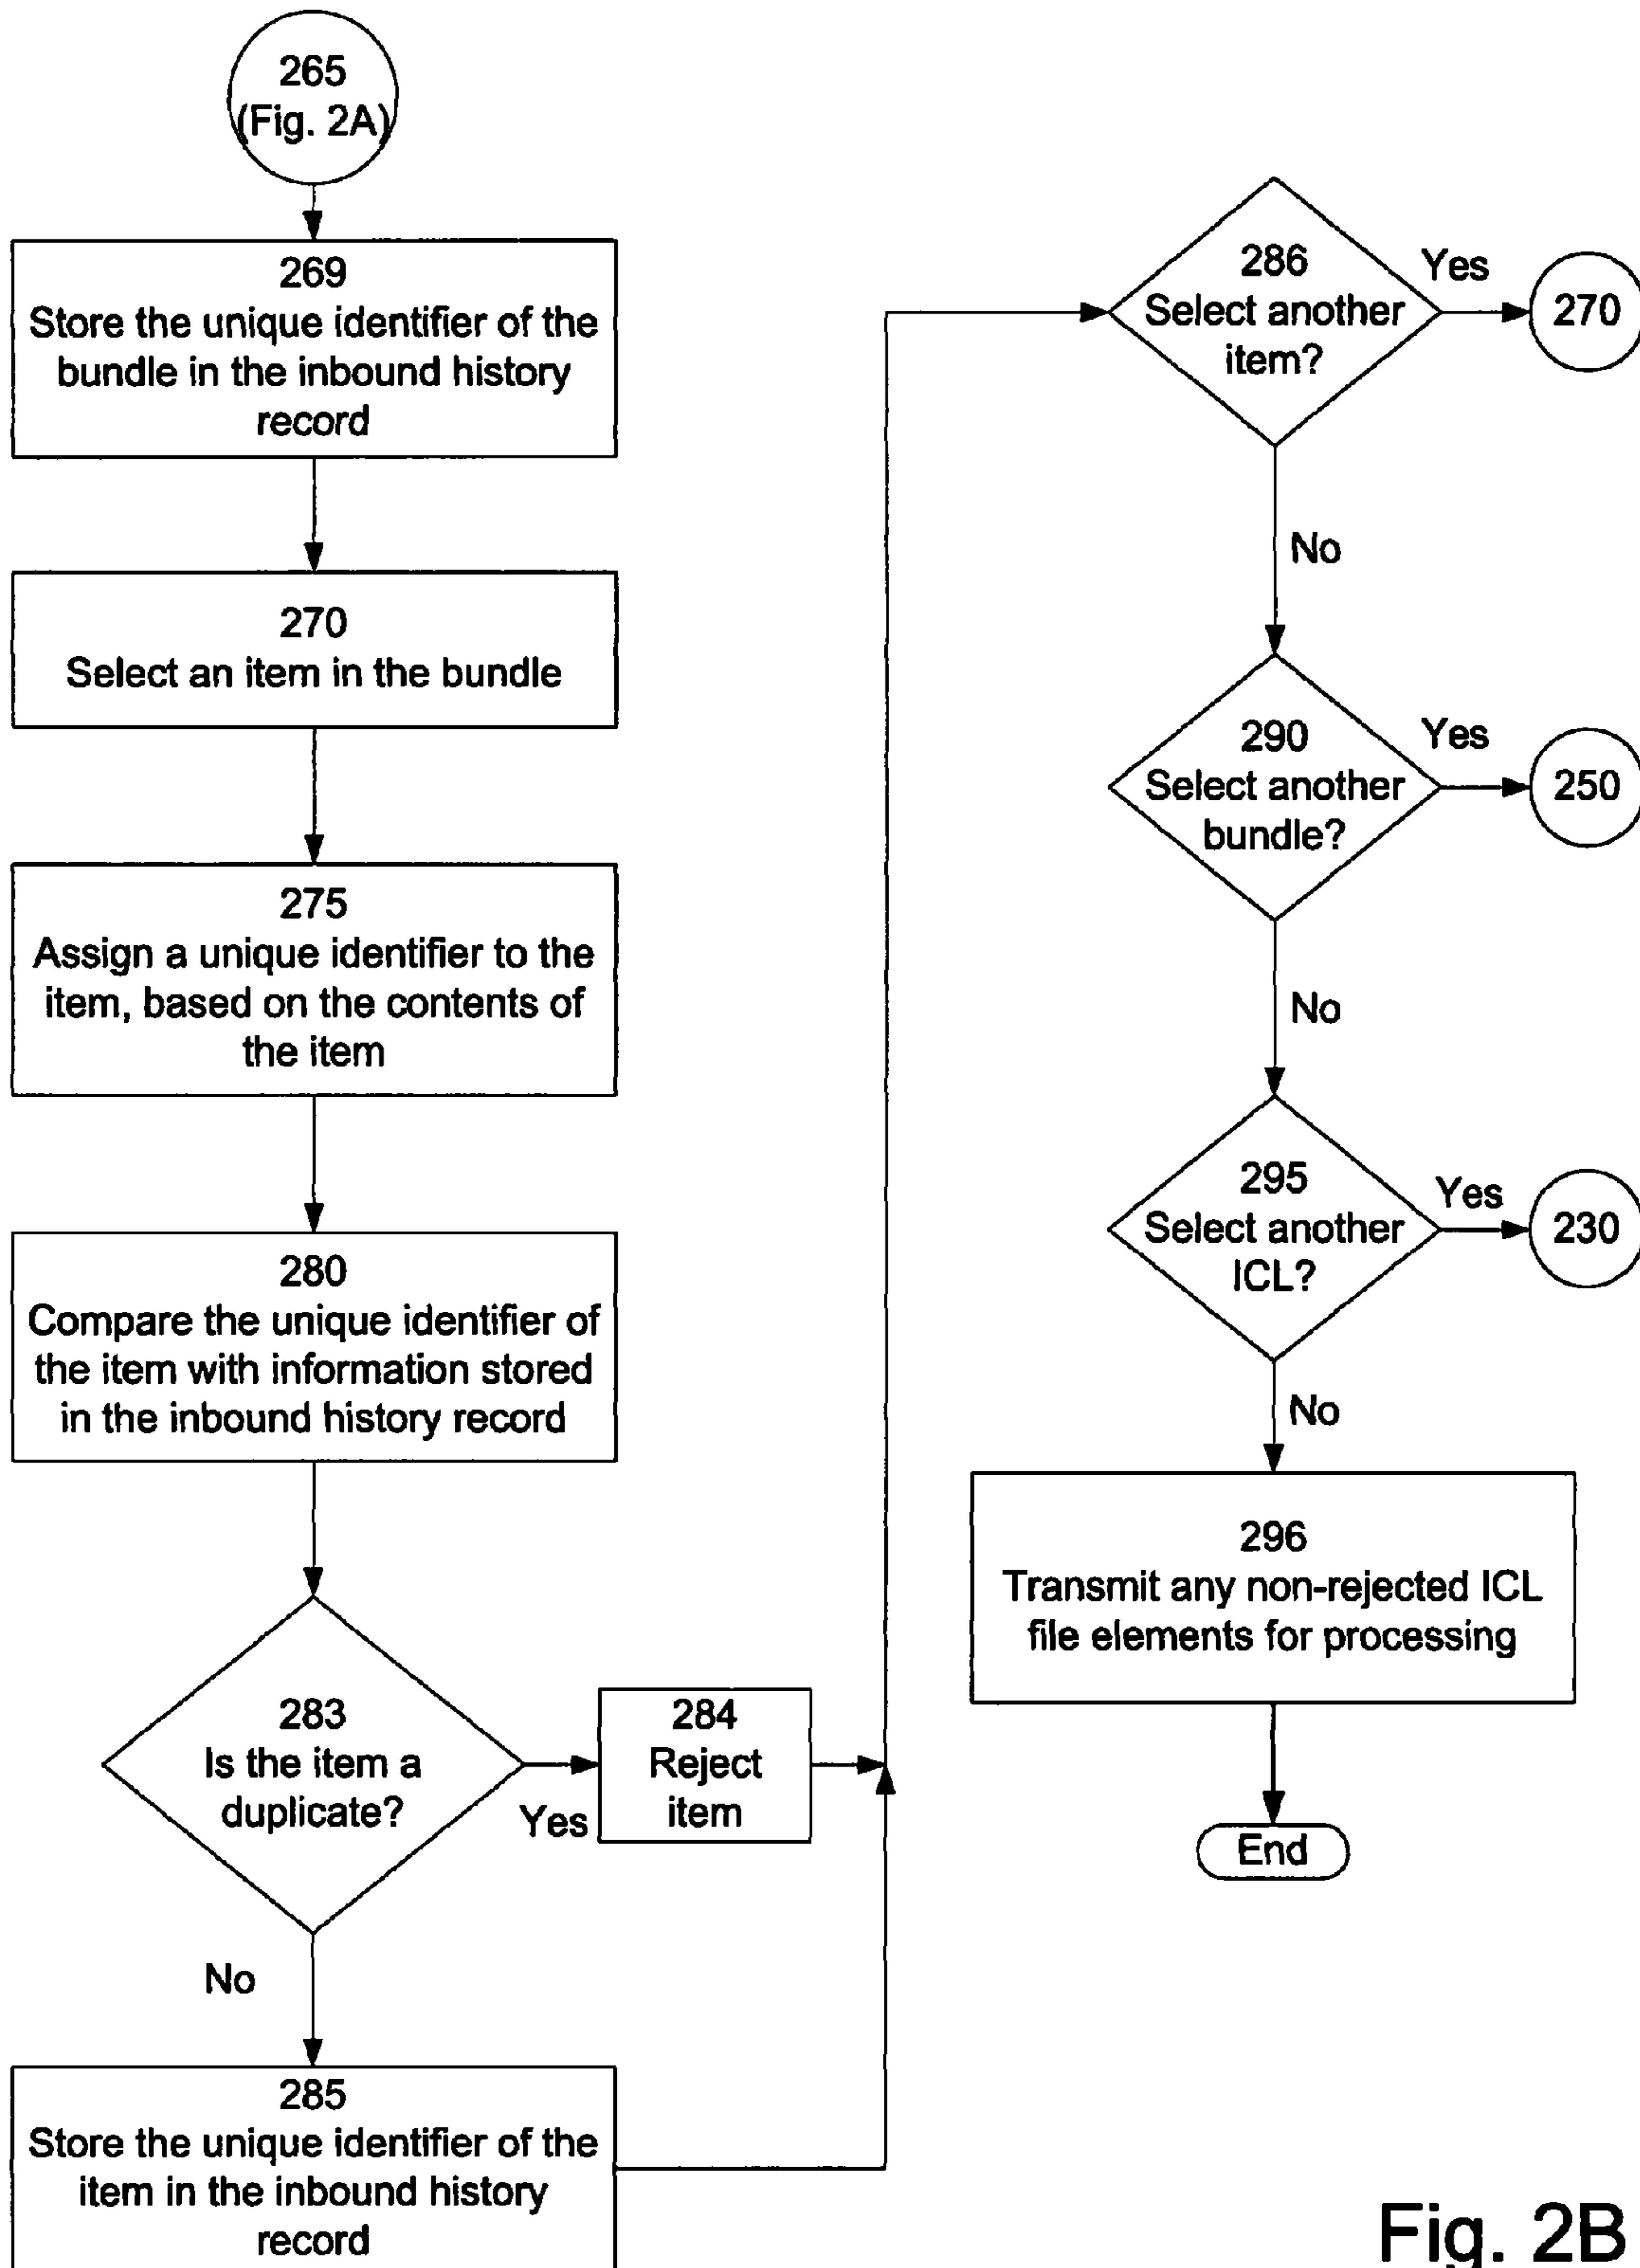 265
(Fig. 2A)
269
Store the unique identifier of the
bundle in the inbound history
record
270
Select an item in the bundle
275
Assign a unique identifier to the
item, based on the contents of
the item
280
Compare the unique identifier of
the item with information stored
in the inbound history record
283
Is the item a
duplicate?
Yes
284
Reject
item
No
285
Store the unique identifier of the
item in the inbound history
record
286
Select another
item?
Yes
270
No
290
Select another
bundle?
Yes
250
No
295
Select another
ICL?
Yes
230
No
296
Transmit any non-rejected ICL
file elements for processing
End
Fig. 2B